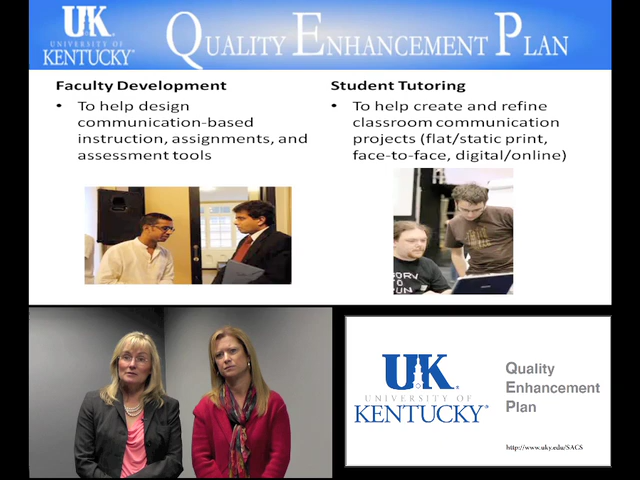 UK
UNIVERSITY OF
KENTUCKY
QUALITY ENHANCEMENT PLAN
Faculty Development
• To help design
communication-based
instruction, assignments, and
assessment tools
Student Tutoring
• To help create and refine
classroom communication
projects (flat/static print,
face-to-face, digital/online)
UK
UNIVERSITY OF
KENTUCKY
Quality
Enhancement
Plan
http://www.uky.edu/SACS